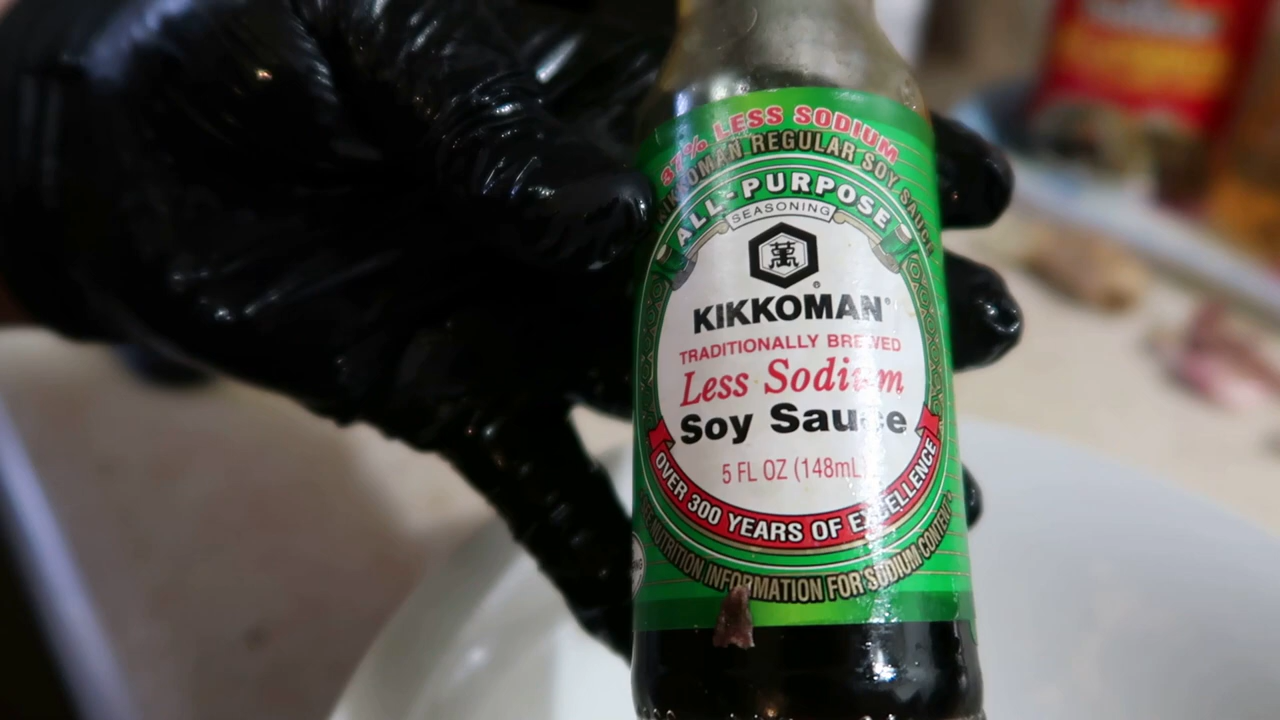 37% LESS SODIUM
KIKKOMAN REGULAR SOY SAUCE
ALL-PURPOSE
SEASONING
萬
®
KIKKOMAN®
TRADITIONALLY BREWED
Less Sodium
Soy Sauce
5 FL OZ (148mL)
OVER 300 YEARS OF EXCELLENCE
NUTRITION INFORMATION FOR SODIUM CONTENT